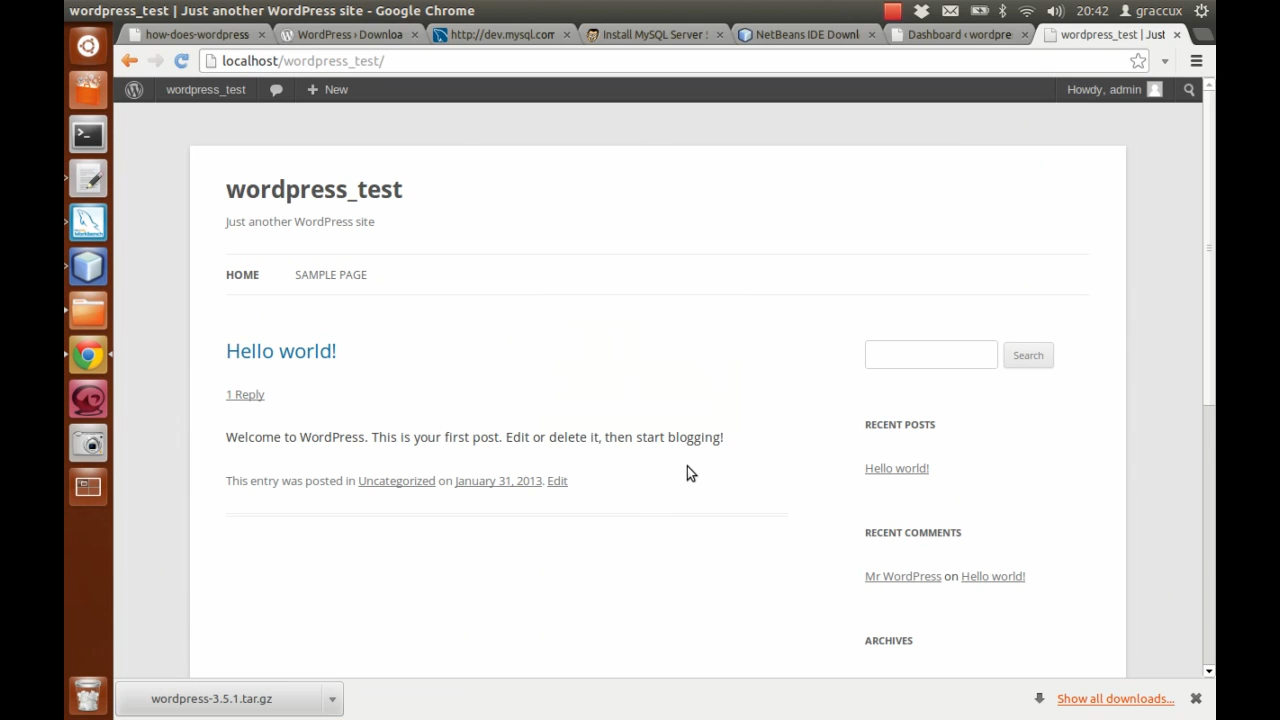 wordpress_test | Just another WordPress site - Google Chrome
20:42 graccux
how-does-wordpress
WordPress › Downloa
http://dev.mysql.com
Install MySQL Server
NetBeans IDE Downl
Dashboard ‹ wordpre
wordpress_test | Just
localhost/wordpress_test/
wordpress_test
+ New
Howdy, admin
wordpress_test
Just another WordPress site
HOME SAMPLE PAGE
Hello world!
Search
1 Reply
RECENT POSTS
Welcome to WordPress. This is your first post. Edit or delete it, then start blogging!
Hello world!
This entry was posted in Uncategorized on January 31, 2013. Edit
RECENT COMMENTS
Mr WordPress on Hello world!
ARCHIVES
wordpress-3.5.1.tar.gz
Show all downloads...